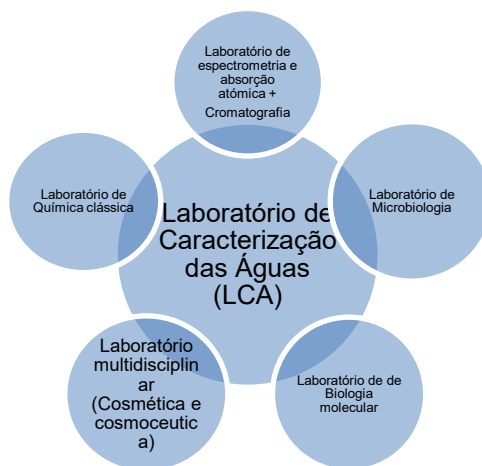 Laboratório de
espectrometria e
absorção
atómica +
Cromatografia
Laboratório de
Química clássica
Laboratório de
Caracterização
das Águas
(LCA)
Laboratório de
Microbiologia
Laboratório
multidisciplin
ar
(Cosmética e
cosmoceutic
a)
Laboratório de de
Biologia
molecular